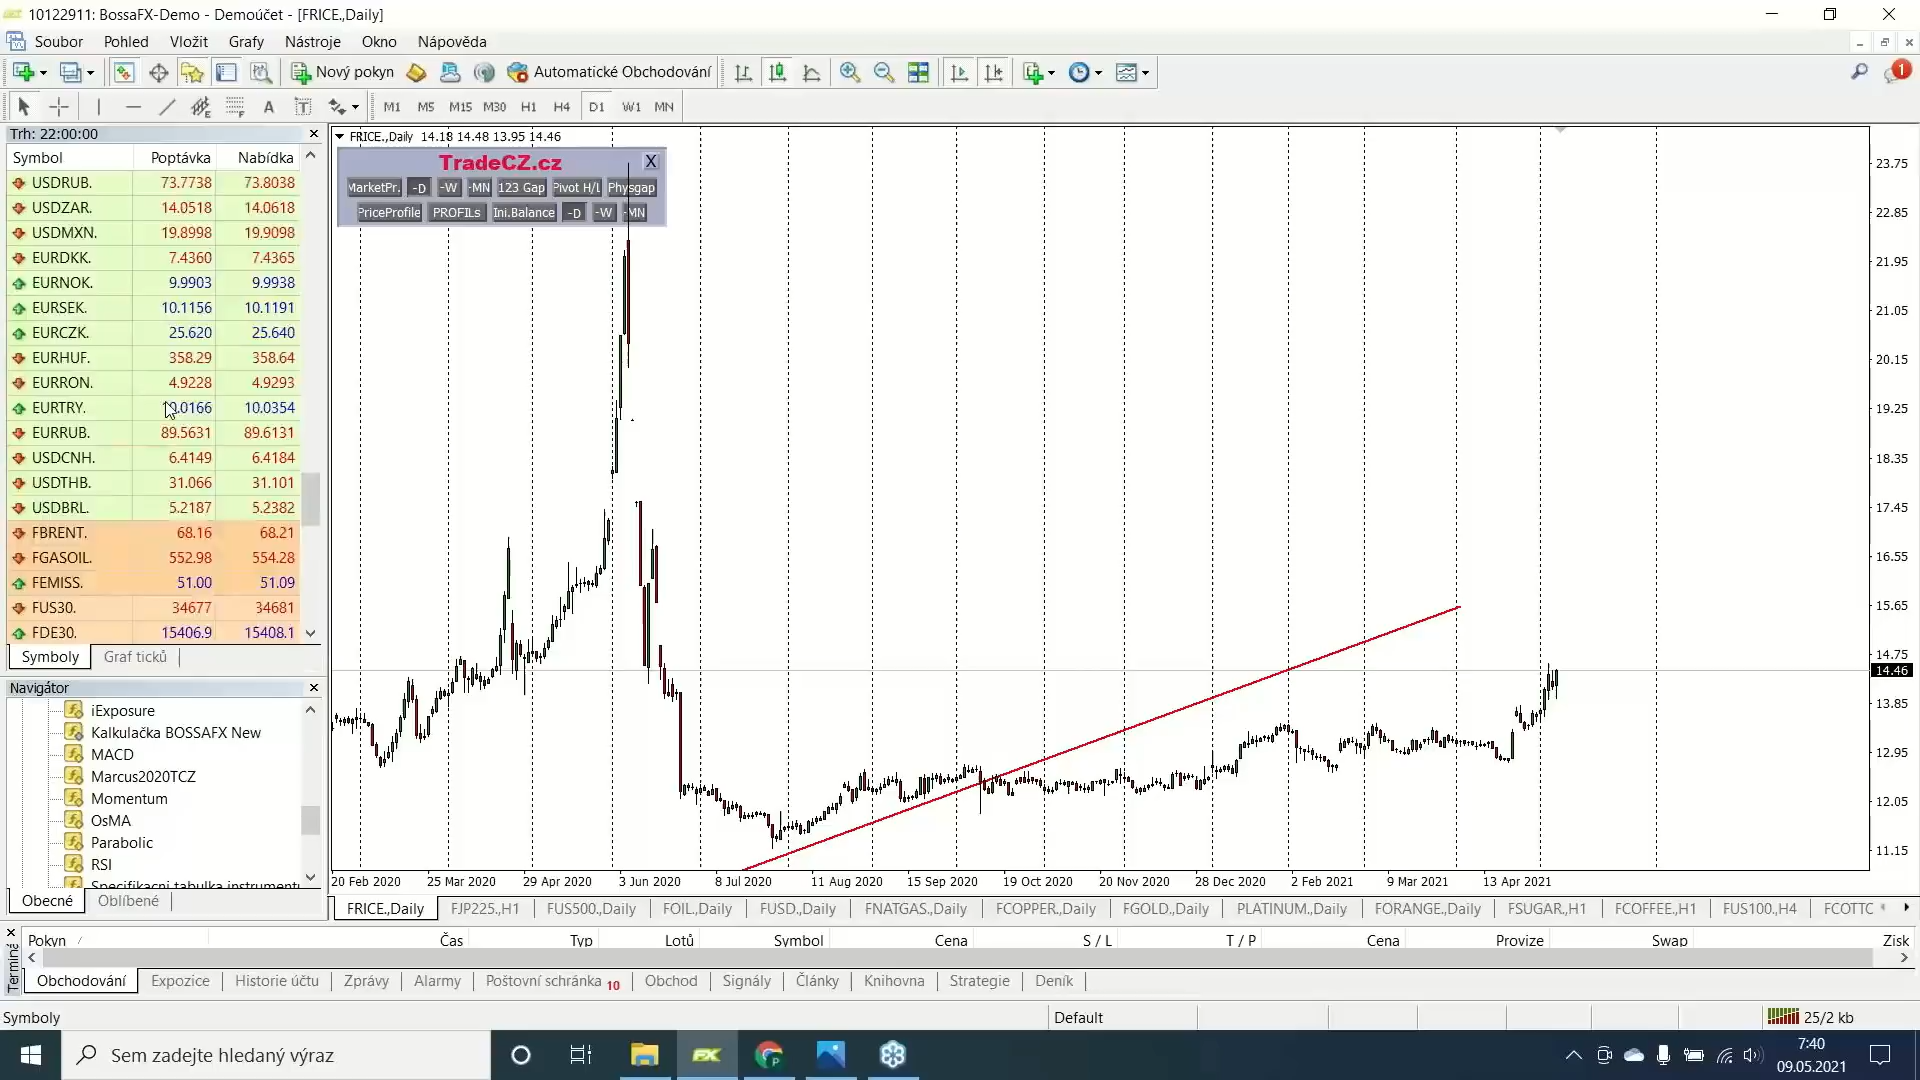 10122911: BossaFX-Demo - Demoúčet - [FRICE.,Daily]
Soubor Pohled Vložit Grafy Nástroje Okno Nápověda
Nový pokyn Automatické Obchodování 1
A T M1 M5 M15 M30 H1 H4 D1 W1 MN
Trh: 22:00:00
Symbol Poptávka Nabídka
USDRUB. 73.7738 73.8038
USDZAR. 14.0518 14.0618
USDMXN. 19.8998 19.9098
EURDKK. 7.4360 7.4365
EURNOK. 9.9903 9.9938
EURSEK. 10.1156 10.1191
EURCZK. 25.620 25.640
EURHUF. 358.29 358.64
EURRON. 4.9228 4.9293
EURTRY. 0.0166 10.0354
EURRUB. 89.5631 89.6131
USDCNH. 6.4149 6.4184
USDTHB. 31.066 31.101
USDBRL. 5.2187 5.2382
FBRENT. 68.16 68.21
FGASOIL. 552.98 554.28
FEMISS. 51.00 51.09
FUS30. 34677 34681
FDE30. 15406.9 15408.1
Symboly Graf ticků
Navigátor
iExposure
Kalkulačka BOSSAFX New
MACD
Marcus2020TCZ
Momentum
OsMA
Parabolic
RSI
Specifikacni tabulka instrument
Obecné Oblíbené
FRICE.,Daily 14.18 14.48 13.95 14.46
TradeCZ.cz X
MarketPr. -D -W -MN 123 Gap Pivot H/L Physgap
PriceProfile PROFILs Ini.Balance -D -W -MN
23.75
22.85
21.95
21.05
20.15
19.25
18.35
17.45
16.55
15.65
14.75
14.46
13.85
12.95
12.05
11.15
20 Feb 2020 25 Mar 2020 29 Apr 2020 3 Jun 2020 8 Jul 2020 11 Aug 2020 15 Sep 2020 19 Oct 2020 20 Nov 2020 28 Dec 2020 2 Feb 2021 9 Mar 2021 13 Apr 2021
FRICE.,Daily FJP225.,H1 FUS500.,Daily FOIL.,Daily FUSD.,Daily FNATGAS.,Daily FCOPPER.,Daily FGOLD.,Daily PLATINUM.,Daily FORANGE.,Daily FSUGAR.,H1 FCOFFEE.,H1 FUS100.,H4 FCOTTC
Pokyn Čas Typ Lotů Symbol Cena S / L T / P Cena Provize Swap Zisk
Obchodování Expozice Historie účtu Zprávy Alarmy Poštovní schránka 10 Obchod Signály Články Knihovna Strategie Deník
Terminá
Symboly Default 25/2 kb
Sem zadejte hledaný výraz
7:40
09.05.2021